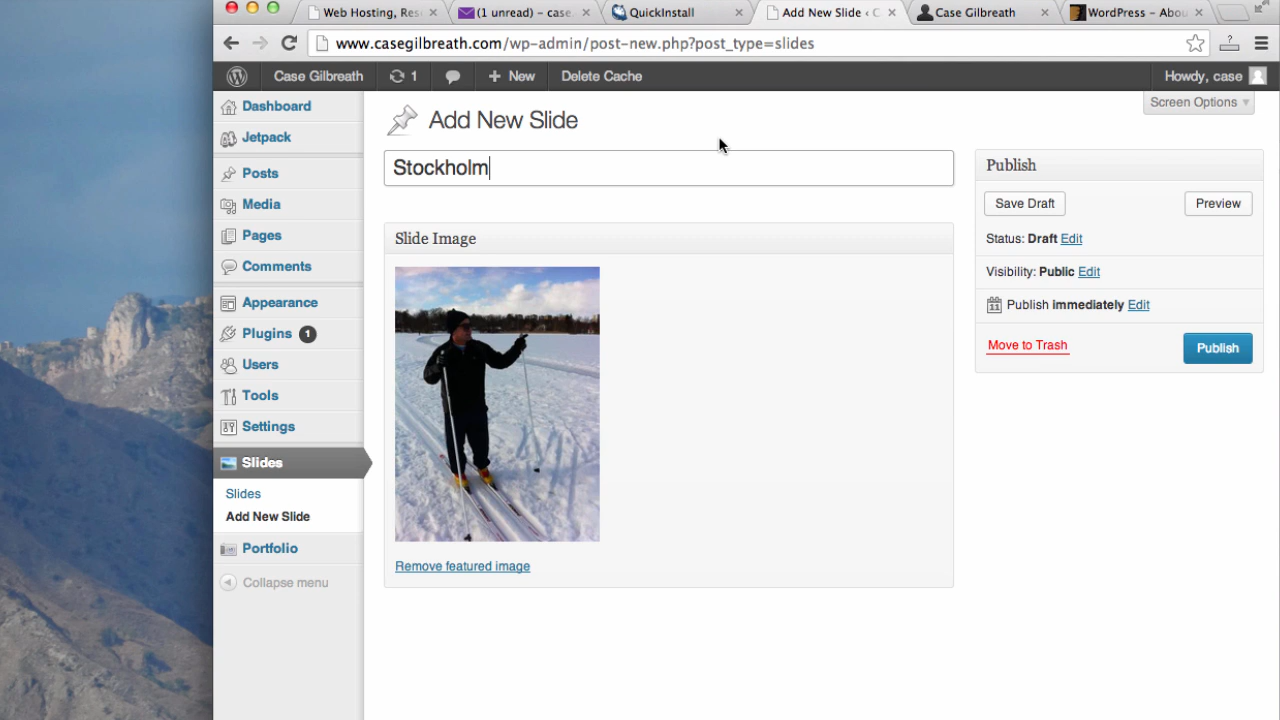 Web Hosting, Res
(1 unread) – case.
QuickInstall
Add New Slide ‹ C
Case Gilbreath
WordPress – Abou
www.casegilbreath.com/wp-admin/post-new.php?post_type=slides
Case Gilbreath
1
New
Delete Cache
Howdy, case
Screen Options
Dashboard
Jetpack
Posts
Media
Pages
Comments
Appearance
Plugins 1
Users
Tools
Settings
Slides
Slides
Add New Slide
Portfolio
Collapse menu
Add New Slide
Stockholm
Slide Image
Remove featured image
Publish
Save Draft
Preview
Status: Draft Edit
Visibility: Public Edit
11 Publish immediately Edit
Move to Trash
Publish